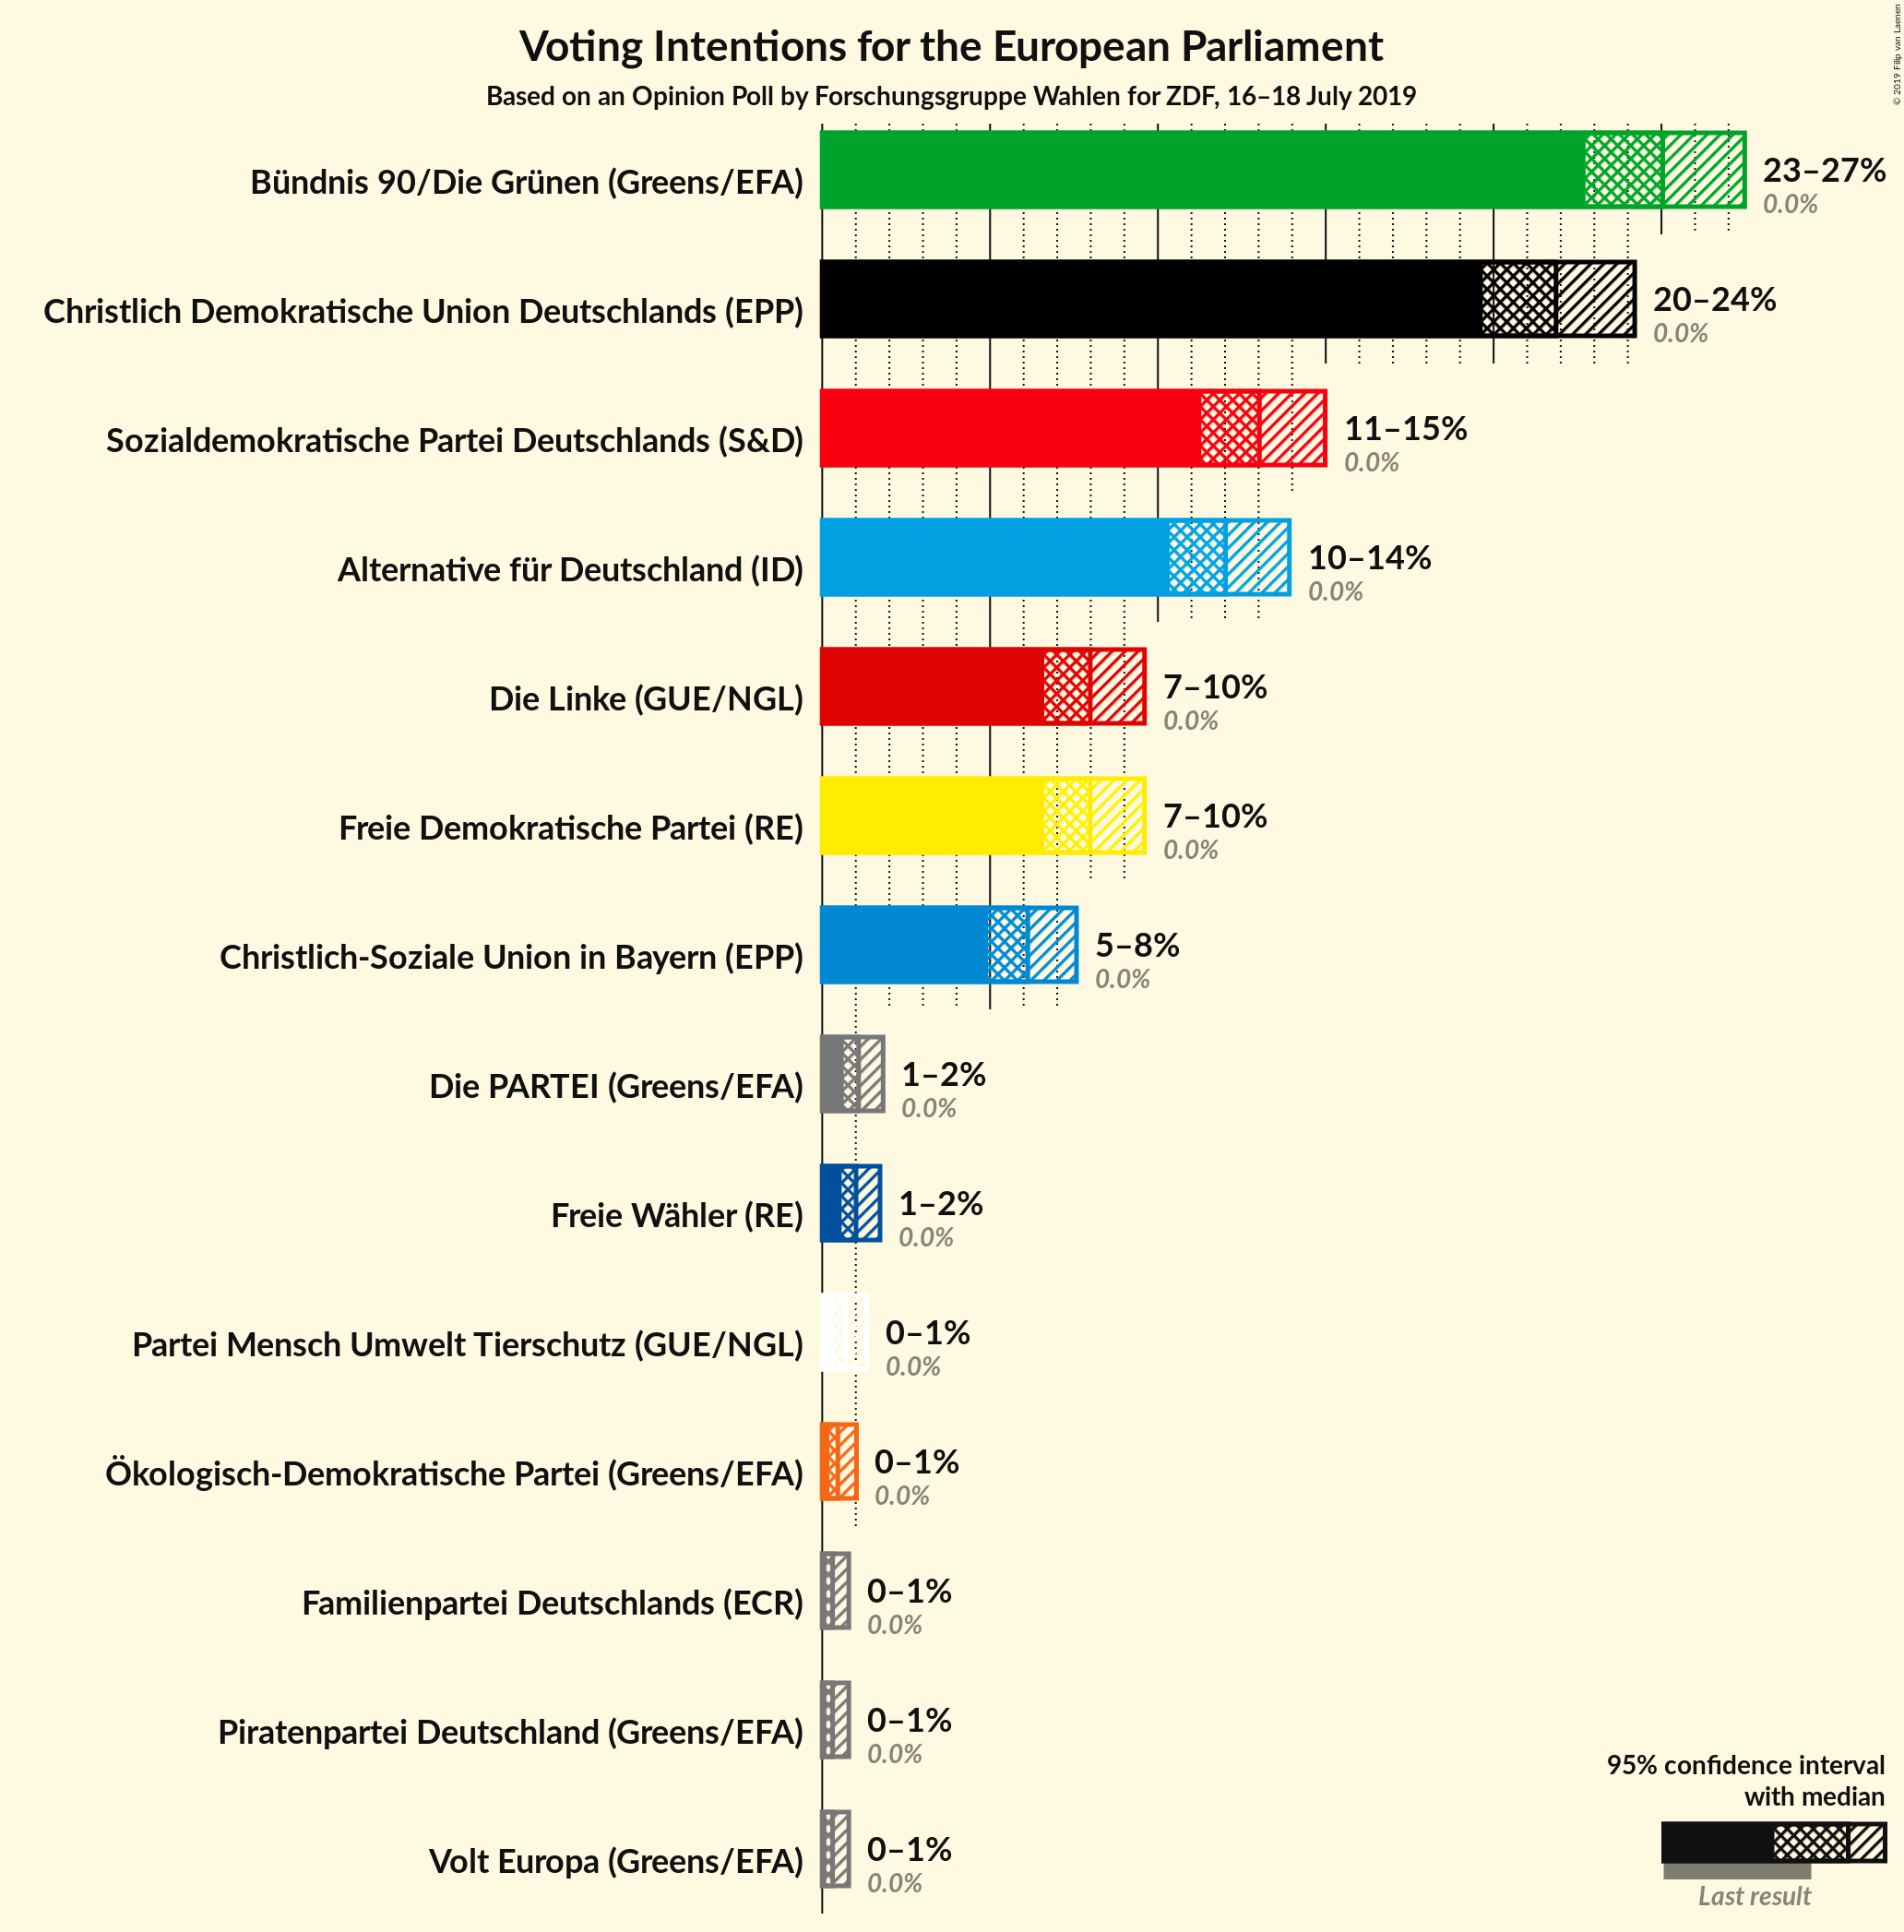 Voting Intentions for the European Parliament
Based on an Opinion Poll by Forschungsgruppe Wahlen for ZDF, 16–18 July 2019
© 2019 Filip van Laenen
Bündnis 90/Die Grünen (Greens/EFA)
23–27%
0.0%
Christlich Demokratische Union Deutschlands (EPP)
20–24%
0.0%
Sozialdemokratische Partei Deutschlands (S&D)
11–15%
0.0%
Alternative für Deutschland (ID)
10–14%
0.0%
Die Linke (GUE/NGL)
7–10%
0.0%
Freie Demokratische Partei (RE)
7–10%
0.0%
Christlich-Soziale Union in Bayern (EPP)
5–8%
0.0%
Die PARTEI (Greens/EFA)
1–2%
0.0%
Freie Wähler (RE)
1–2%
0.0%
Partei Mensch Umwelt Tierschutz (GUE/NGL)
0–1%
0.0%
Ökologisch-Demokratische Partei (Greens/EFA)
0–1%
0.0%
Familienpartei Deutschlands (ECR)
0–1%
0.0%
Piratenpartei Deutschland (Greens/EFA)
0–1%
0.0%
Volt Europa (Greens/EFA)
0–1%
0.0%
95% confidence interval
with median
Last result